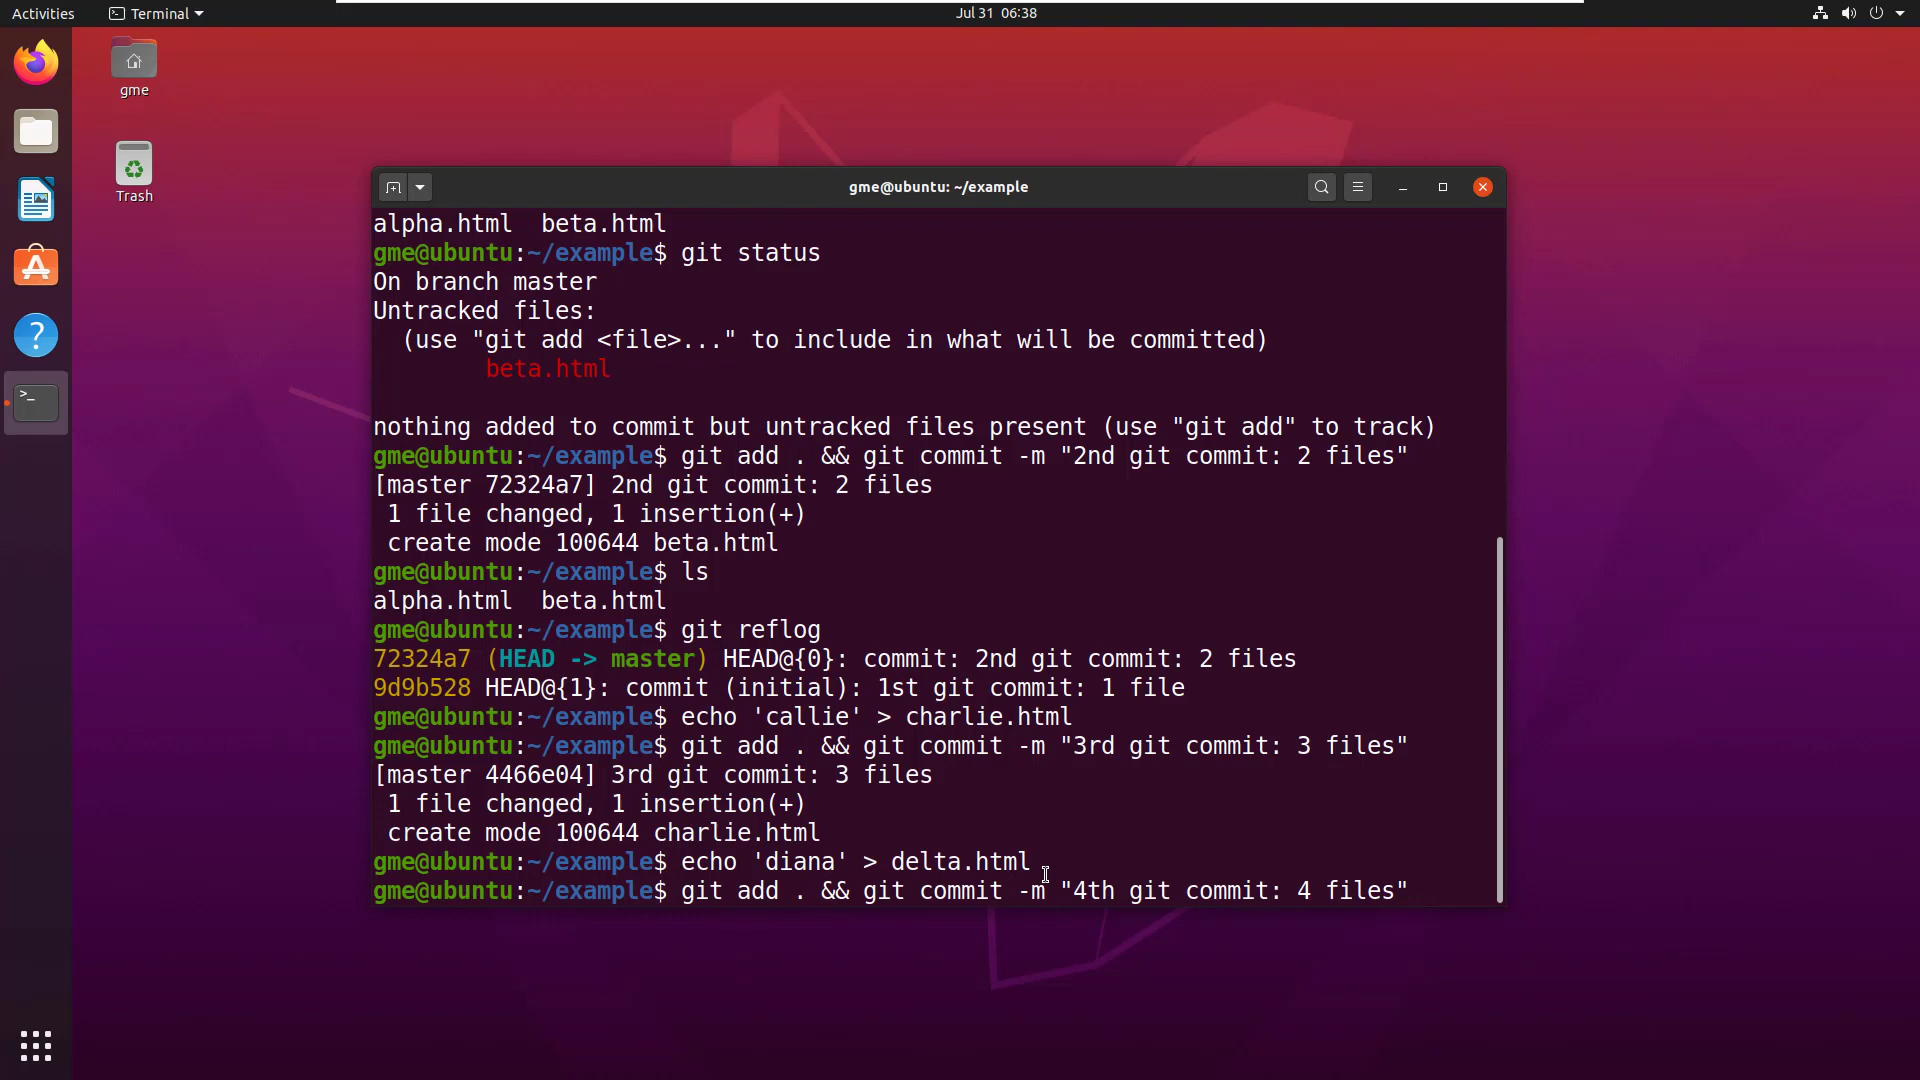 Activities
Terminal
Jul 31 06:38
gme
Trash
gme@ubuntu: ~/example
alpha.html  beta.html
gme@ubuntu:~/example$ git status
On branch master
Untracked files:
  (use "git add <file>..." to include in what will be committed)
        beta.html
nothing added to commit but untracked files present (use "git add" to track)
gme@ubuntu:~/example$ git add . && git commit -m "2nd git commit: 2 files"
[master 72324a7] 2nd git commit: 2 files
 1 file changed, 1 insertion(+)
 create mode 100644 beta.html
gme@ubuntu:~/example$ ls
alpha.html  beta.html
gme@ubuntu:~/example$ git reflog
72324a7 (HEAD -> master) HEAD@{0}: commit: 2nd git commit: 2 files
9d9b528 HEAD@{1}: commit (initial): 1st git commit: 1 file
gme@ubuntu:~/example$ echo 'callie' > charlie.html
gme@ubuntu:~/example$ git add . && git commit -m "3rd git commit: 3 files"
[master 4466e04] 3rd git commit: 3 files
 1 file changed, 1 insertion(+)
 create mode 100644 charlie.html
gme@ubuntu:~/example$ echo 'diana' > delta.html
gme@ubuntu:~/example$ git add . && git commit -m "4th git commit: 4 files"